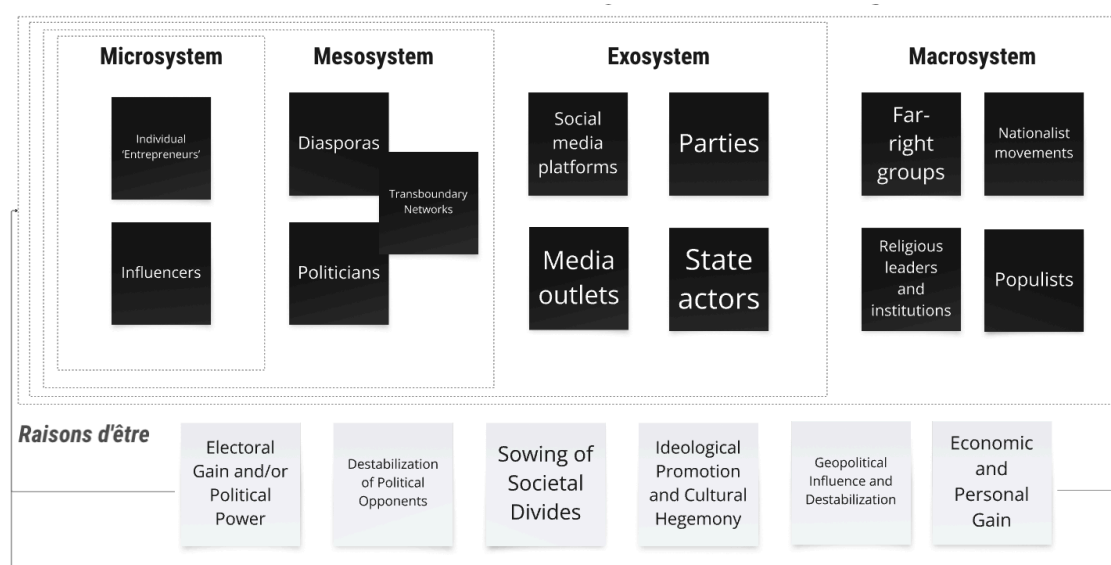 Microsystem
Mesosystem
Exosystem
Macrosystem
Individual
'Entrepreneurs'
Influencers
Diasporas
Transboundary
Networks
Politicians
Social
media
platforms
Parties
Media
outlets
State
actors
Far-
right
groups
Nationalist
movements
Religious
leaders
and
institutions
Populists
Raisons d'être
Electoral
Gain and/or
Political
Power
Destabilization
of Political
Opponents
Sowing of
Societal
Divides
Ideological
Promotion
and Cultural
Hegemony
Geopolitical
Influence and
Destabilization
Economic
and
Personal
Gain